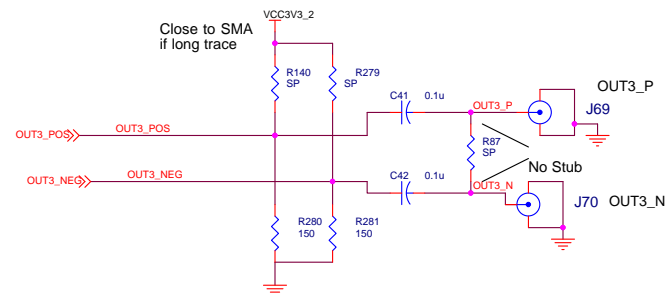 VCC3V3_2
Close to SMA
if long trace
R140
SP
R279
SP
C41
0.1u
OUT3_P
OUT3_P
J69
OUT3_POS
OUT3_POS
R87
SP
No Stub
OUT3_NEG
OUT3_NEG
C42
0.1u
OUT3_N
J70
OUT3_N
R280
150
R281
150